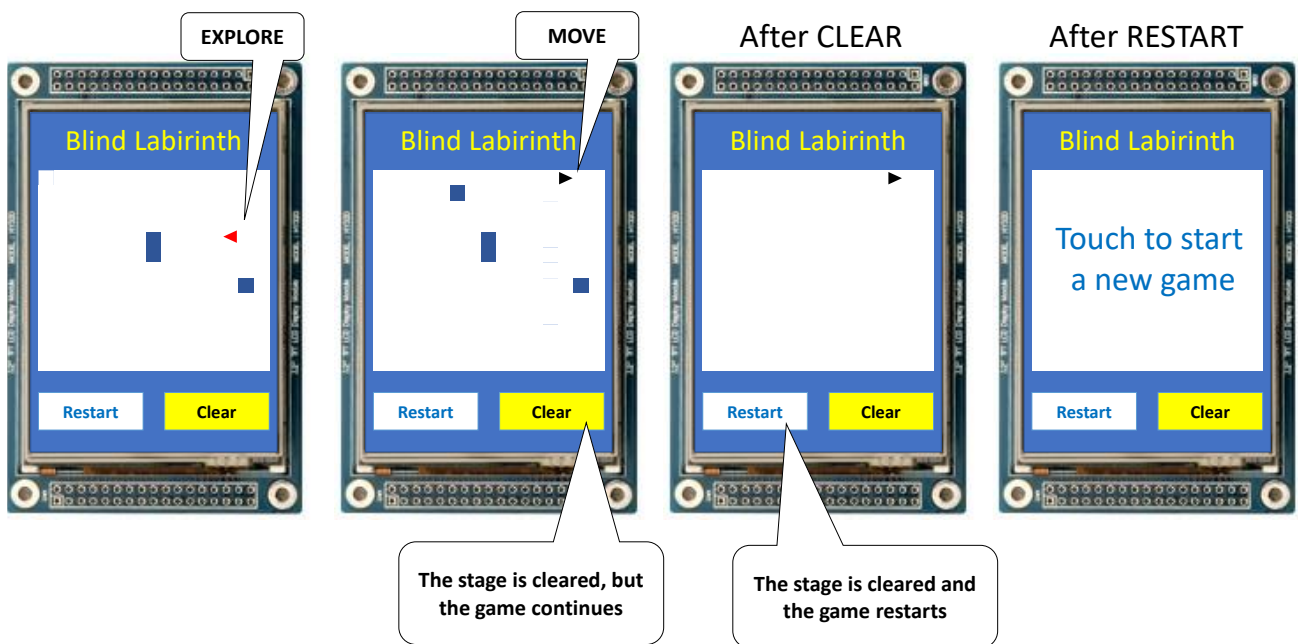 EXPLORE
MOVE
After CLEAR
After RESTART
Blind Labirinth
Blind Labirinth
Blind Labirinth
Blind Labirinth
Touch to start
a new game
Restart
Clear
Restart
Clear
Restart
Clear
Restart
Clear
The stage is cleared, but
the game continues
The stage is cleared and
the game restarts